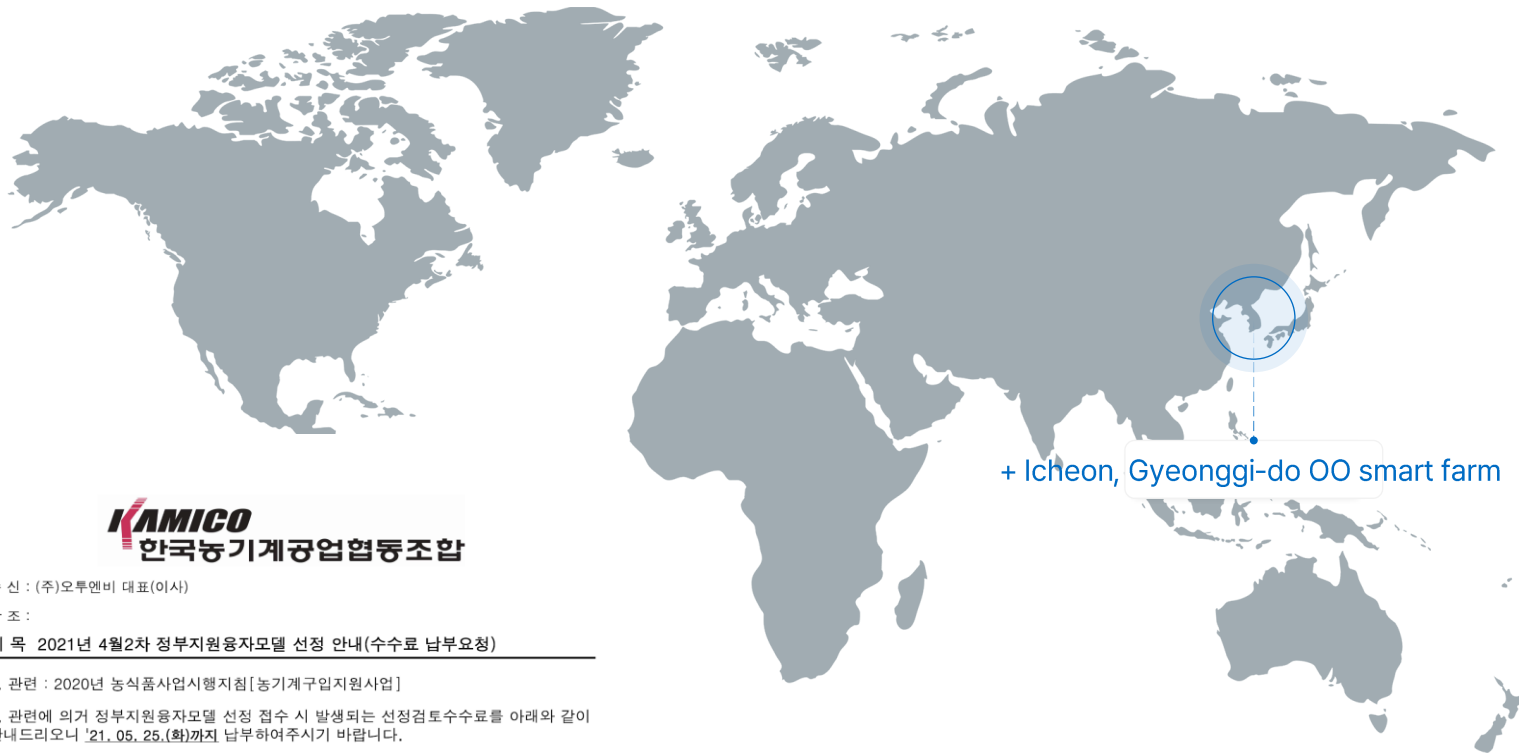 + Icheon, Gyeonggi-do OO smart farm
KAMICO
한국농기계공업협동조합
신 : (주)오투엔비 대표(이사)
조 :
목 2021년 4월2차 정부지원융자모델 선정 안내(수수료 납부요청)
관련 : 2020년 농식품사업시행지침[농기계구입지원사업]
관련에 의거 정부지원융자모델 선정 접수 시 발생되는 선정검토수수료를 아래와 같이
안내드리오니 '21. 05. 25.(화)까지 납부하여주시기 바랍니다.